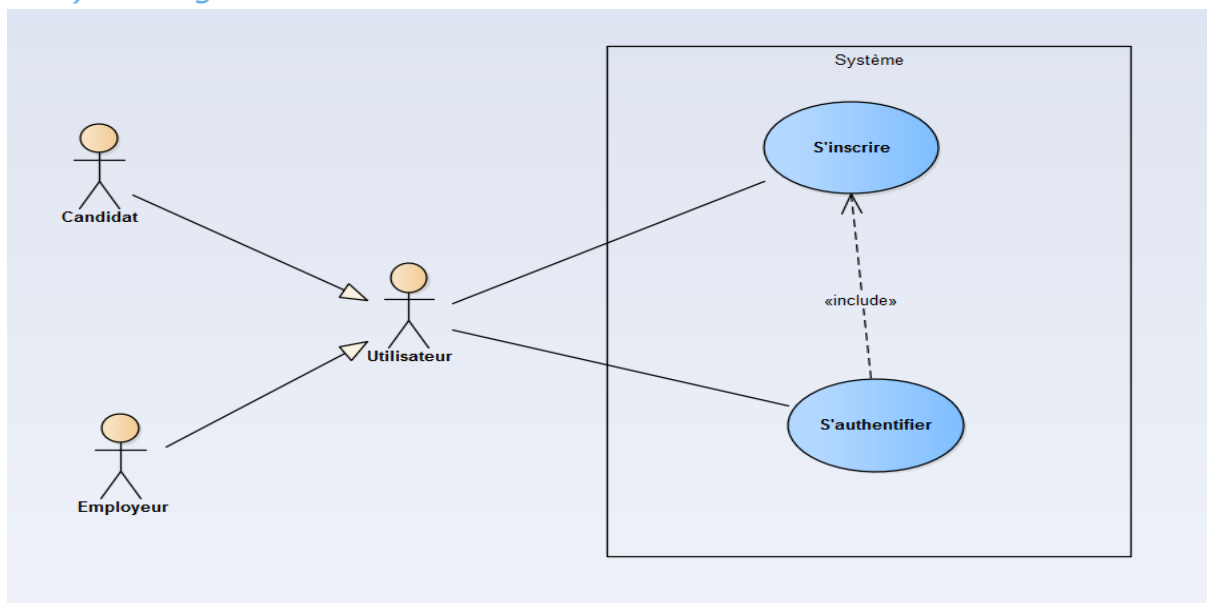 Système
S'inscrire
Candidat
«include»
Utilisateur
S'authentifier
Employeur